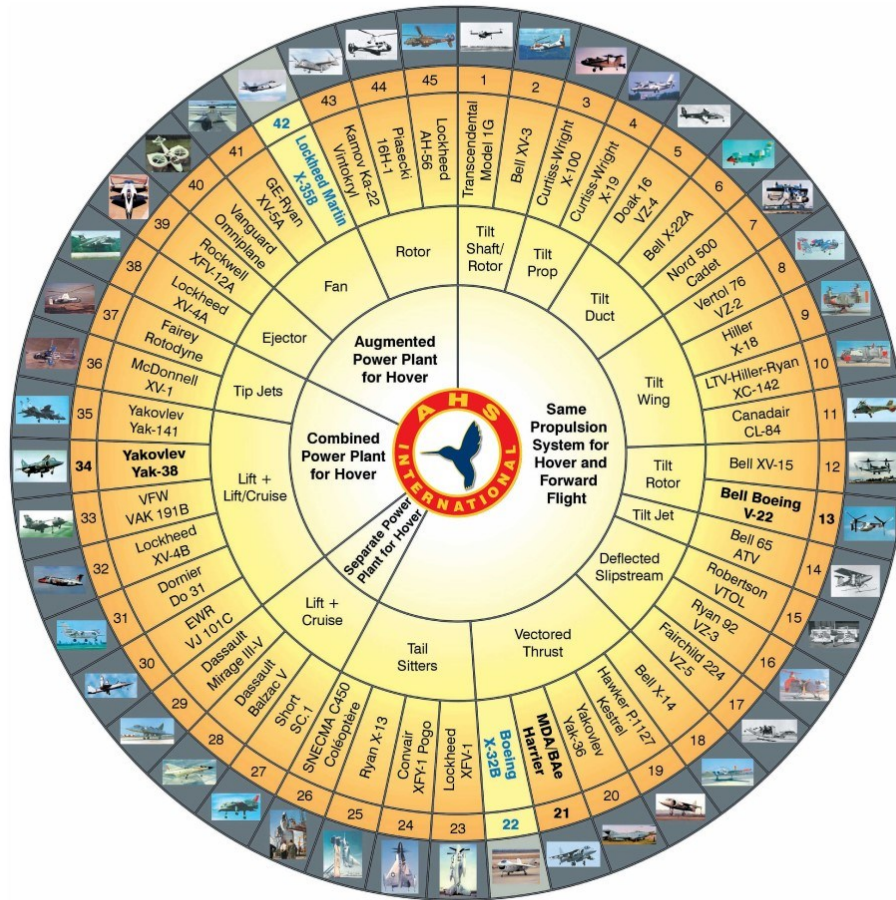 AHS
INTERNATIONAL
Same
Propulsion
System for
Hover and
Forward
Flight
Separate Power
Plant for Hover
Combined
Power Plant
for Hover
Augmented
Power Plant
for Hover
Tilt
Shaft/
Rotor
Tilt
Prop
Tilt
Duct
Tilt
Wing
Tilt
Rotor
Tilt Jet
Deflected
Slipstream
Vectored
Thrust
Tail
Sitters
Lift +
Cruise
Lift +
Lift/Cruise
Tip Jets
Ejector
Fan
Rotor
1
Transcendental
Model 1G
2
Bell XV-3
3
Curtiss-Wright
X-100
4
Curtiss-Wright
X-19
5
Doak 16
VZ-4
6
Bell X-22A
7
Nord 500
Cadet
8
Vertol 76
VZ-2
9
Hiller
X-18
10
LTV-Hiller-Ryan
XC-142
11
Canadair
CL-84
12
Bell XV-15
13
Bell Boeing
V-22
14
Bell 65
ATV
15
Robertson
VTOL
16
Ryan 92
VZ-3
17
Fairchild 224
VZ-5
18
Bell X-14
19
Hawker P.1127
Kestrel
20
Yakovlev
Yak-36
21
MDA/BAe
Harrier
22
Boeing
X-32B
23
Lockheed
XFV-1
24
Convair
XFY-1 Pogo
25
Ryan X-13
26
SNECMA C450
Coléoptère
27
Short
SC.1
28
Dassault
Balzac V
29
Dassault
Mirage III-V
30
EWR
VJ 101C
31
Dornier
Do 31
32
Lockheed
XV-4B
33
VFW
VAK 191B
34
Yakovlev
Yak-38
35
Yakovlev
Yak-141
36
McDonnell
XV-1
37
Fairey
Rotodyne
38
Lockheed
XV-4A
39
Rockwell
XFV-12A
40
Vanguard
Omniplane
41
GE-Ryan
XV-5A
42
Lockheed Martin
X-35B
43
Kamov Ka-22
Vintokryl
44
Piasecki
16H-1
45
Lockheed
AH-56